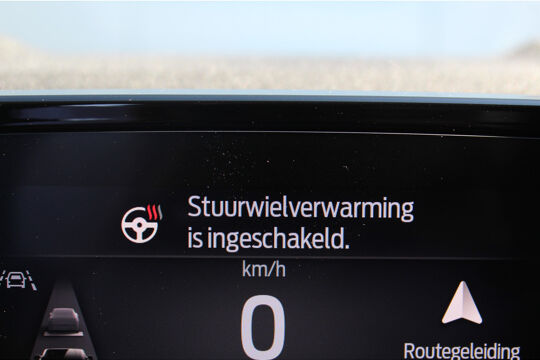 Stuurwielverwarming
is ingeschakeld.
km/h
0
Routegeleiding